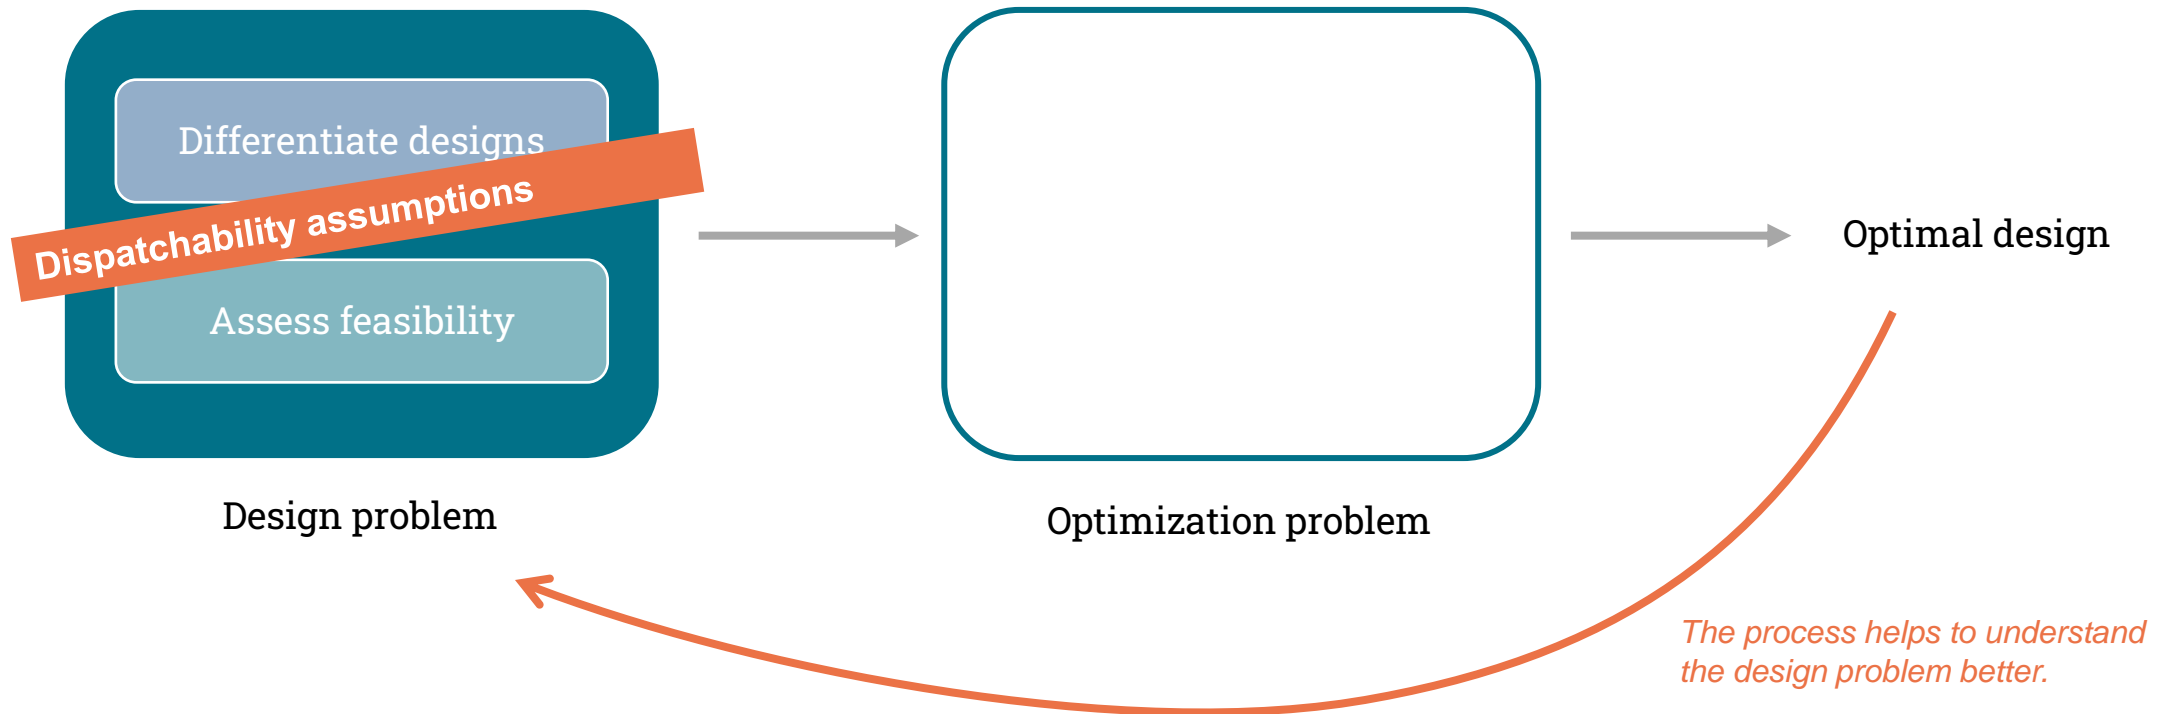 Differentiate designs
Dispatchability assumptions
Assess feasibility
Design problem
Optimization problem
Optimal design
The process helps to understand
the design problem better.